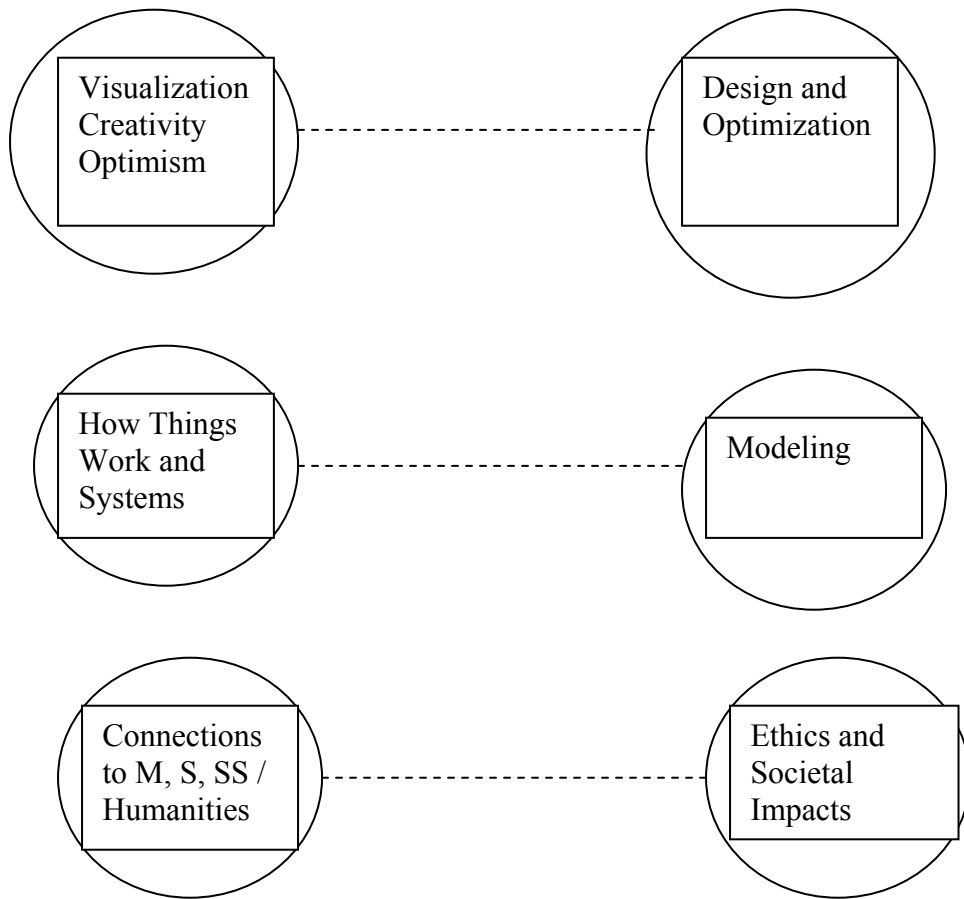 Visualization
Creativity
Optimism
Design and
Optimization
How Things
Work and
Systems
Modeling
Connections
to M, S, SS /
Humanities
Ethics and
Societal
Impacts